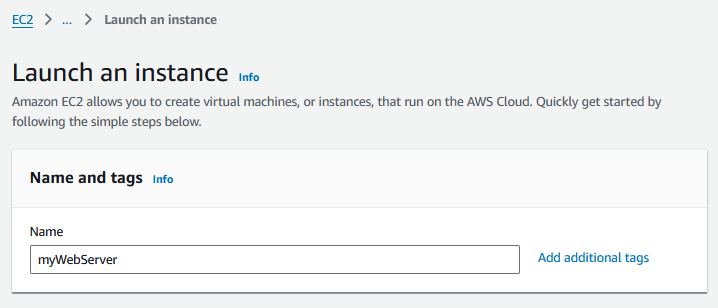 EC2 > ... > Launch an instance
Launch an instance Info
Amazon EC2 allows you to create virtual machines, or instances, that run on the AWS Cloud. Quickly get started by
following the simple steps below.
Name and tags Info
Name
myWebServer Add additional tags